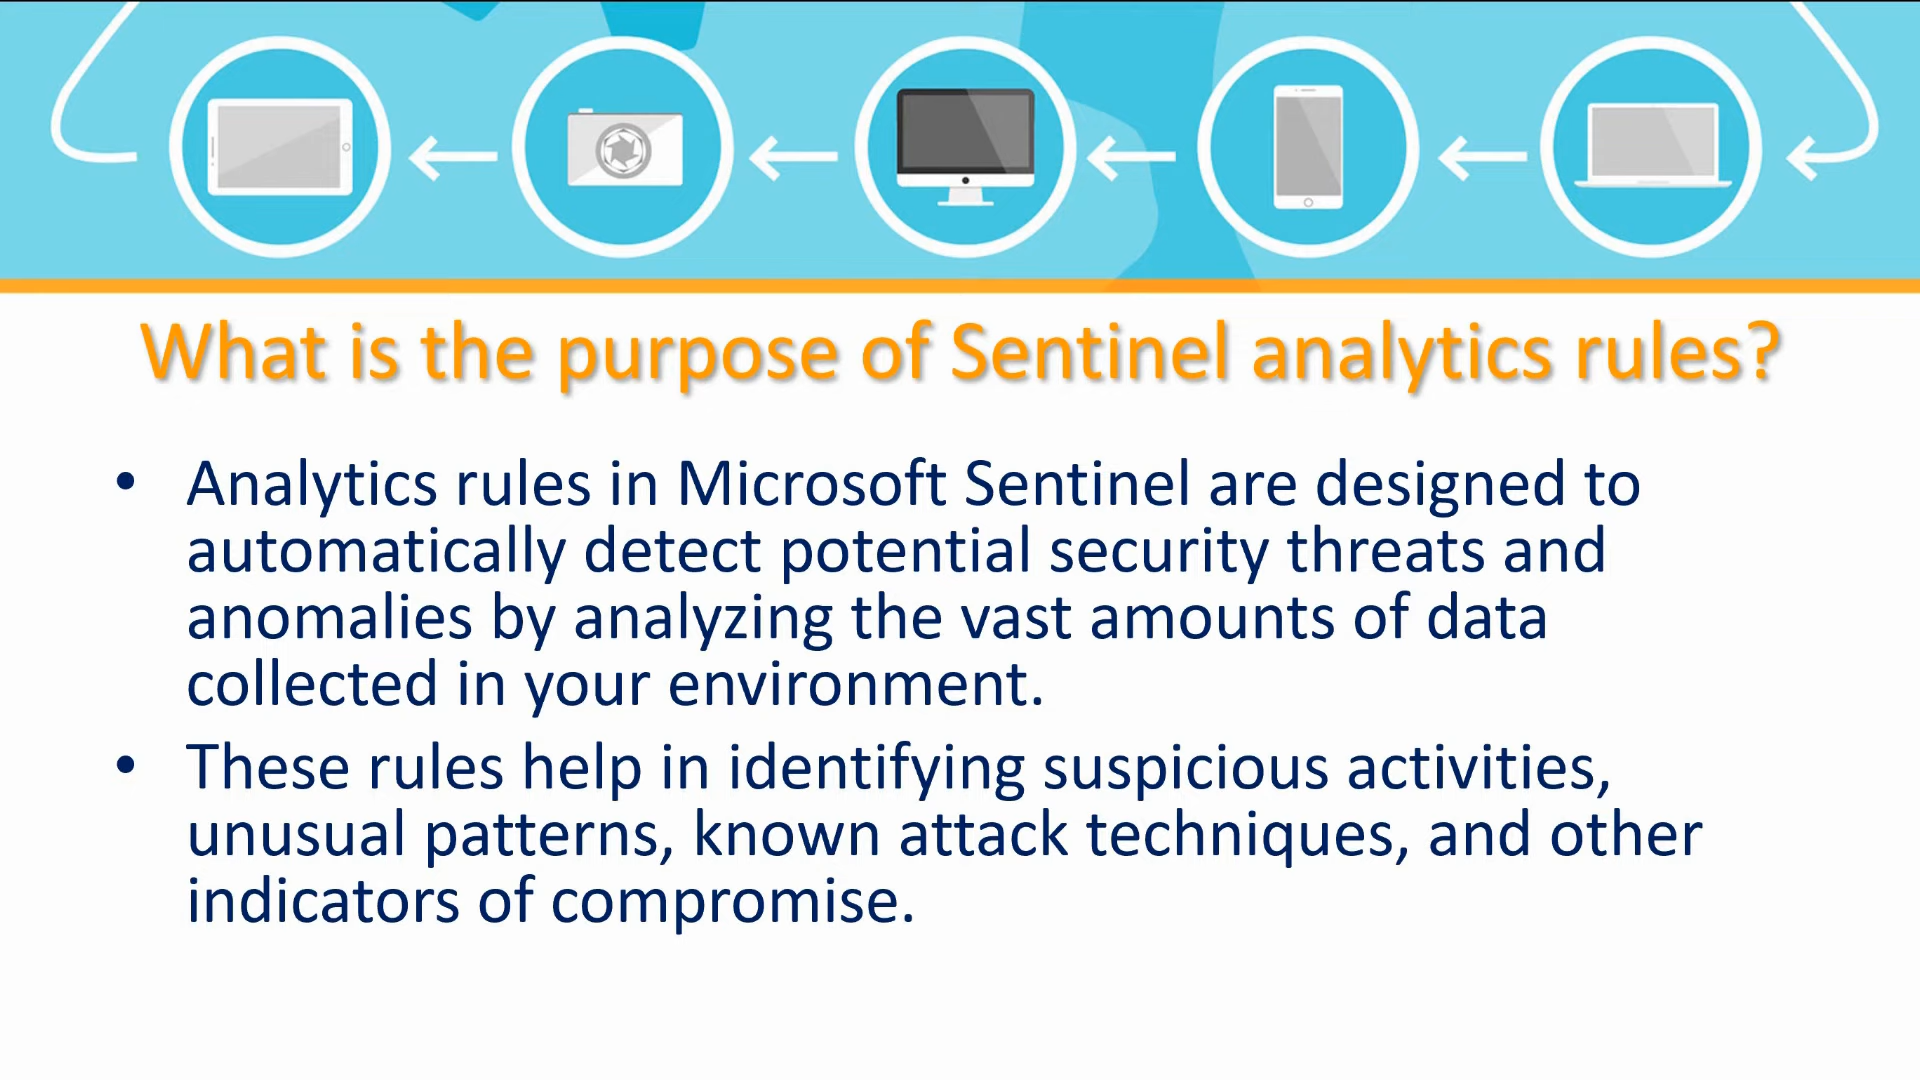 What is the purpose of Sentinel analytics rules?
• Analytics rules in Microsoft Sentinel are designed to
automatically detect potential security threats and
anomalies by analyzing the vast amounts of data
collected in your environment.
• These rules help in identifying suspicious activities,
unusual patterns, known attack techniques, and other
indicators of compromise.